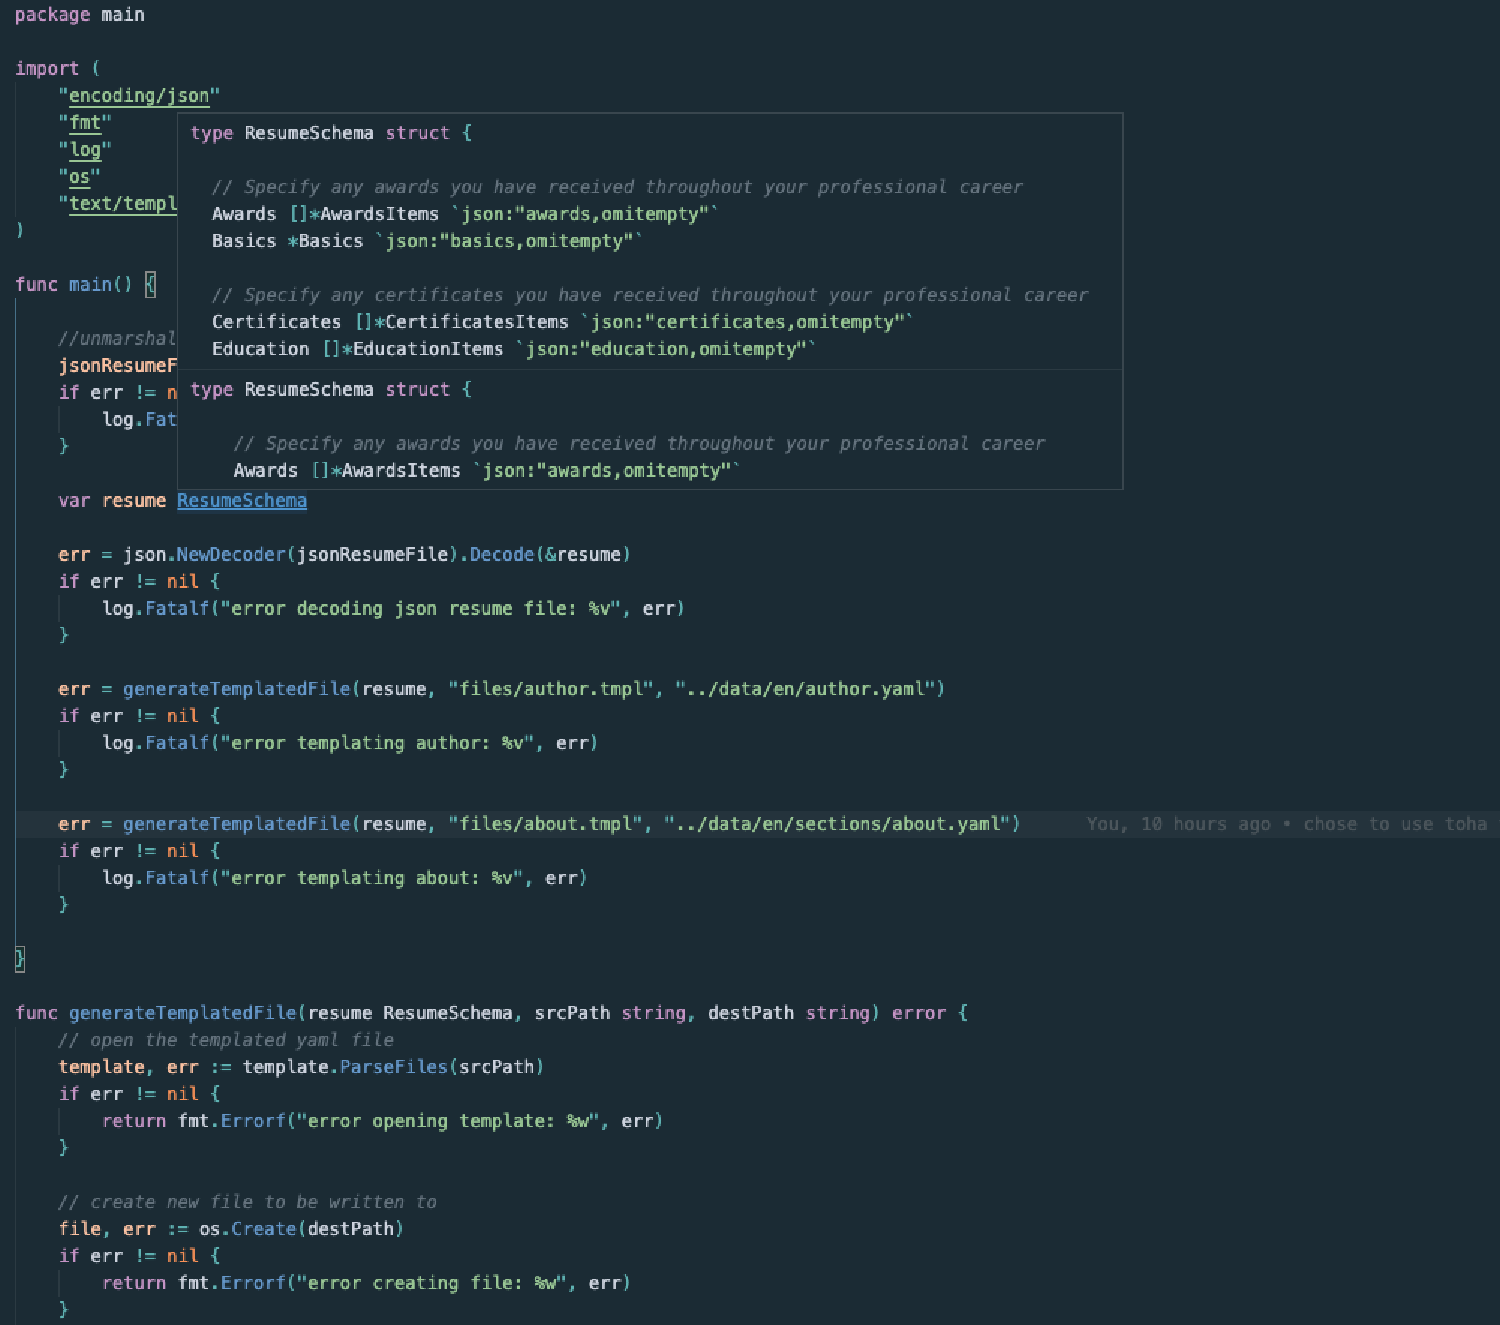 package main
import (
"encoding/json"
"fmt"
"log"
"os"
"text/templ
)
func main() {
//unmarshal
jsonResumeF
if err != n
log.Fat
}
type ResumeSchema struct {
// Specify any awards you have received throughout your professional career
Awards []*AwardsItems `json:"awards,omitempty"`
Basics *Basics `json:"basics,omitempty"`
// Specify any certificates you have received throughout your professional career
Certificates []*CertificatesItems `json:"certificates,omitempty"`
Education []*EducationItems `json:"education,omitempty"`
type ResumeSchema struct {
// Specify any awards you have received throughout your professional career
Awards []*AwardsItems `json:"awards,omitempty"`
var resume ResumeSchema
err = json.NewDecoder(jsonResumeFile).Decode(&resume)
if err != nil {
log.Fatalf("error decoding json resume file: %v", err)
}
err = generateTemplatedFile(resume, "files/author.tmpl", "../data/en/author.yaml")
if err != nil {
log.Fatalf("error templating author: %v", err)
}
err = generateTemplatedFile(resume, "files/about.tmpl", "../data/en/sections/about.yaml") You, 10 hours ago • chose to use toha
if err != nil {
log.Fatalf("error templating about: %v", err)
}
}
func generateTemplatedFile(resume ResumeSchema, srcPath string, destPath string) error {
// open the templated yaml file
template, err := template.ParseFiles(srcPath)
if err != nil {
return fmt.Errorf("error opening template: %w", err)
}
// create new file to be written to
file, err := os.Create(destPath)
if err != nil {
return fmt.Errorf("error creating file: %w", err)
}